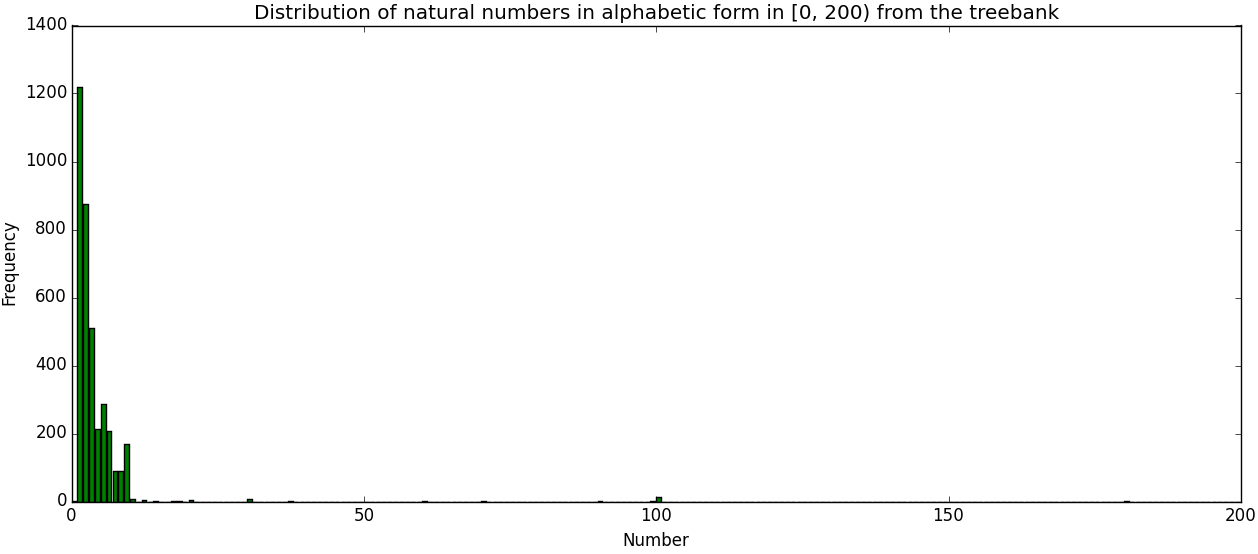 Distribution of natural numbers in alphabetic form in [0, 200) from the treebank
1400
1200
1000
800
600
400
200
0
Frequency
0 50 100 150 200
Number